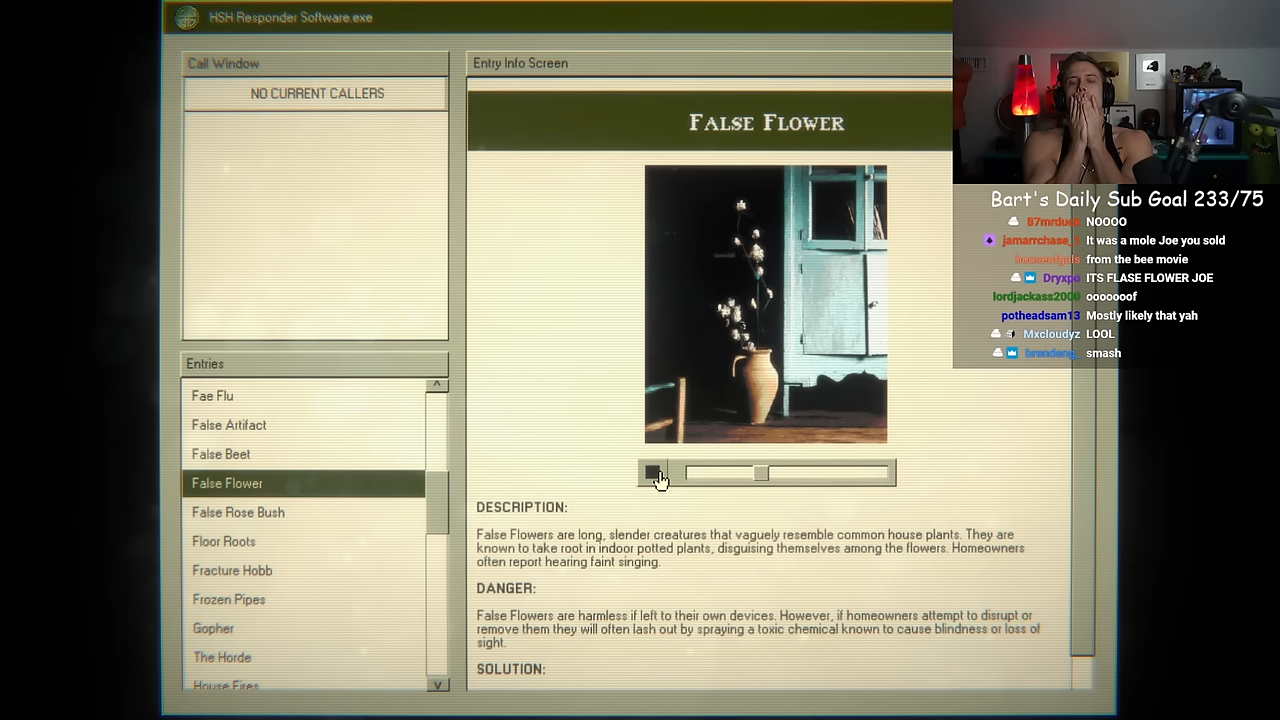 HSH Responder Software.exe
Call Window
NO CURRENT CALLERS
Entries
Fae Flu
False Artifact
False Beet
False Flower
False Rose Bush
Floor Roots
Fracture Hobb
Frozen Pipes
Gopher
The Horde
House Fires
Entry Info Screen
False Flower
DESCRIPTION:
False Flowers are long, slender creatures that vaguely resemble common house plants. They are
known to take root in indoor potted plants, disguising themselves among the flowers. Homeowners
often report hearing faint singing.
DANGER:
False Flowers are harmless if left to their own devices. However, if homeowners attempt to disrupt or
remove them they will often lash out by spraying a toxic chemical known to cause blindness or loss of
sight.
SOLUTION:
Bart's Daily Sub Goal 233/75
87mrduck NOOOO
jamarrchase_1 It was a mole Joe you sold
from the bee movie
Dryxpo ITS FLASE FLOWER JOE
lordjackass2000 ooooooof
potheadsam13 Mostly likely that yah
Mxcloudyz LOOL
smash